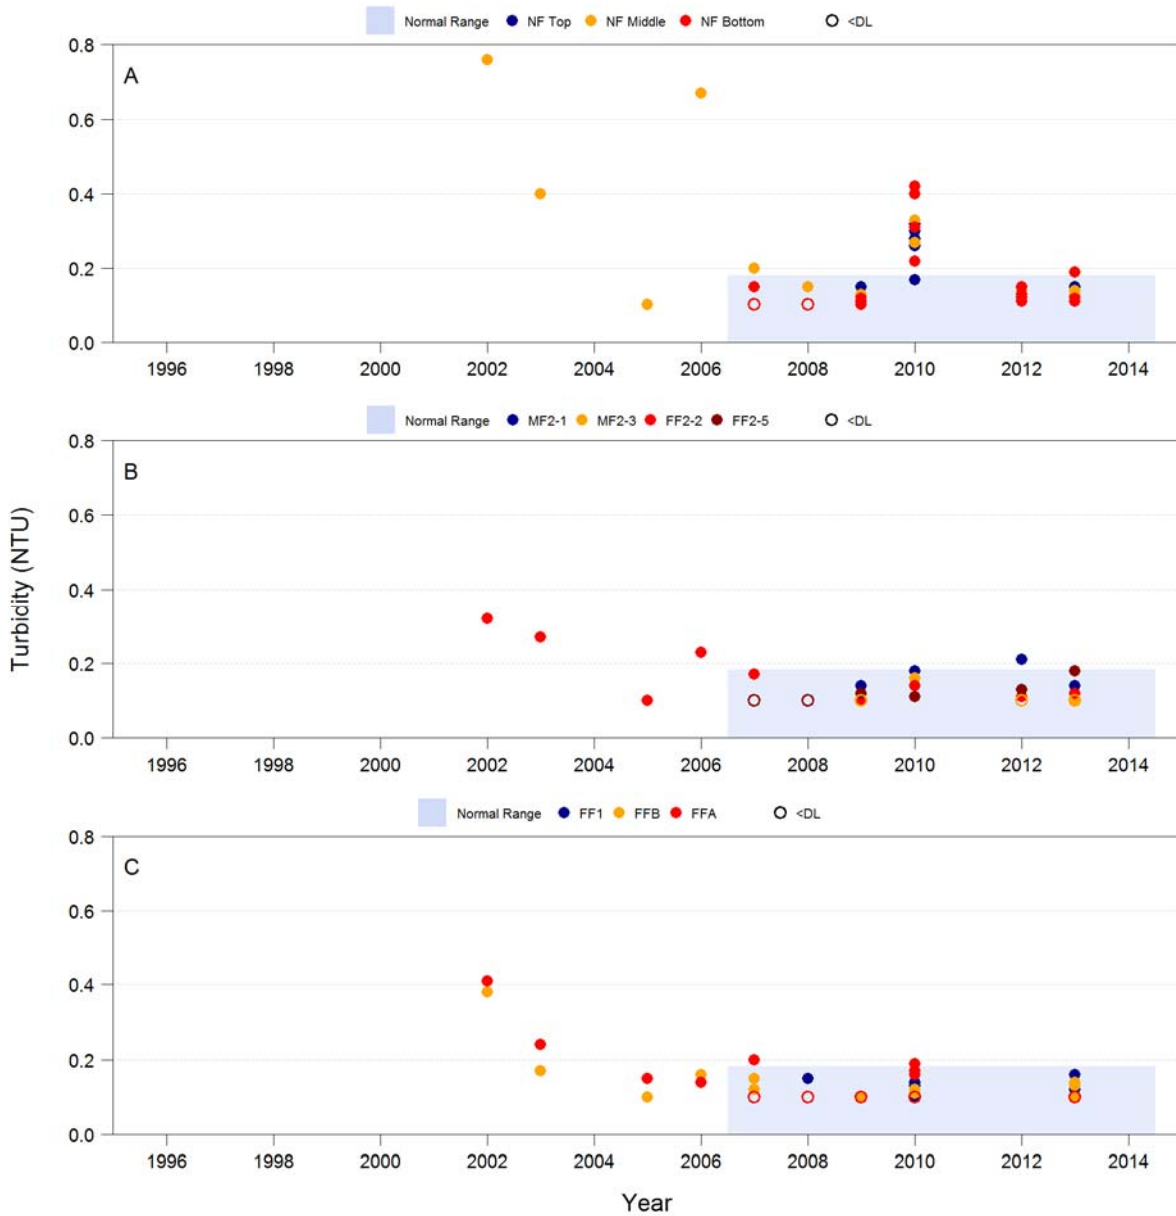 Normal Range NF Top NF Middle NF Bottom <DL
A
0.8
0.6
0.4
0.2
0.0
1996 1998 2000 2002 2004 2006 2008 2010 2012 2014
Normal Range MF2-1 MF2-3 FF2-2 FF2-5 <DL
B
0.8
0.6
0.4
0.2
0.0
1996 1998 2000 2002 2004 2006 2008 2010 2012 2014
Turbidity (NTU)
Normal Range FF1 FFB FFA <DL
C
0.8
0.6
0.4
0.2
0.0
1996 1998 2000 2002 2004 2006 2008 2010 2012 2014
Year